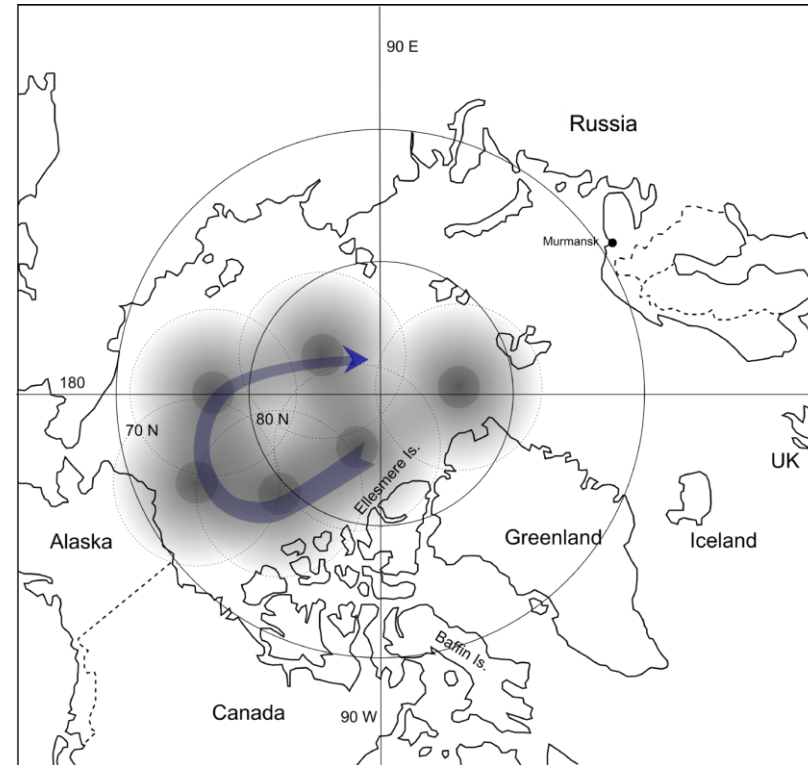 90 E
Russia
Murmansk
180
70 N
80 N
Ellesmere Is.
UK
Alaska
Greenland
Iceland
Baffin Is.
Canada
90 W